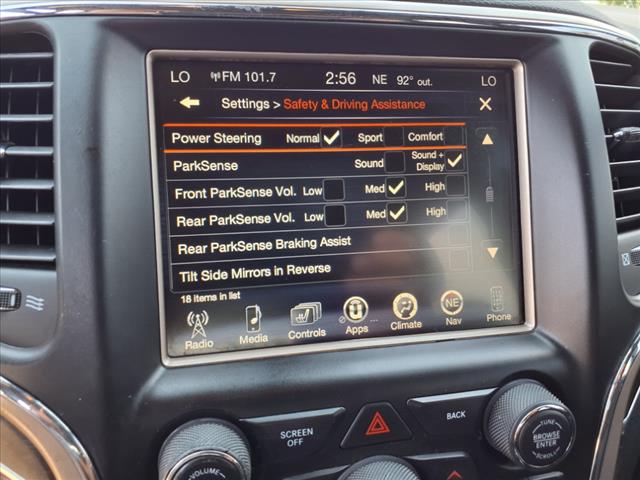 LO FM 101.7 2:56 NE 92° out. LO
Settings > Safety & Driving Assistance
Power Steering Normal Sport Comfort
ParkSense Sound Sound + Display
Front ParkSense Vol. Low Med High
Rear ParkSense Vol. Low Med High
Rear ParkSense Braking Assist
Tilt Side Mirrors in Reverse
18 items in list
NE
Radio Media Controls Apps Climate Nav Phone
SCREEN OFF
BACK
VOLUME
TUNE
BROWSE
ENTER
SCROLL